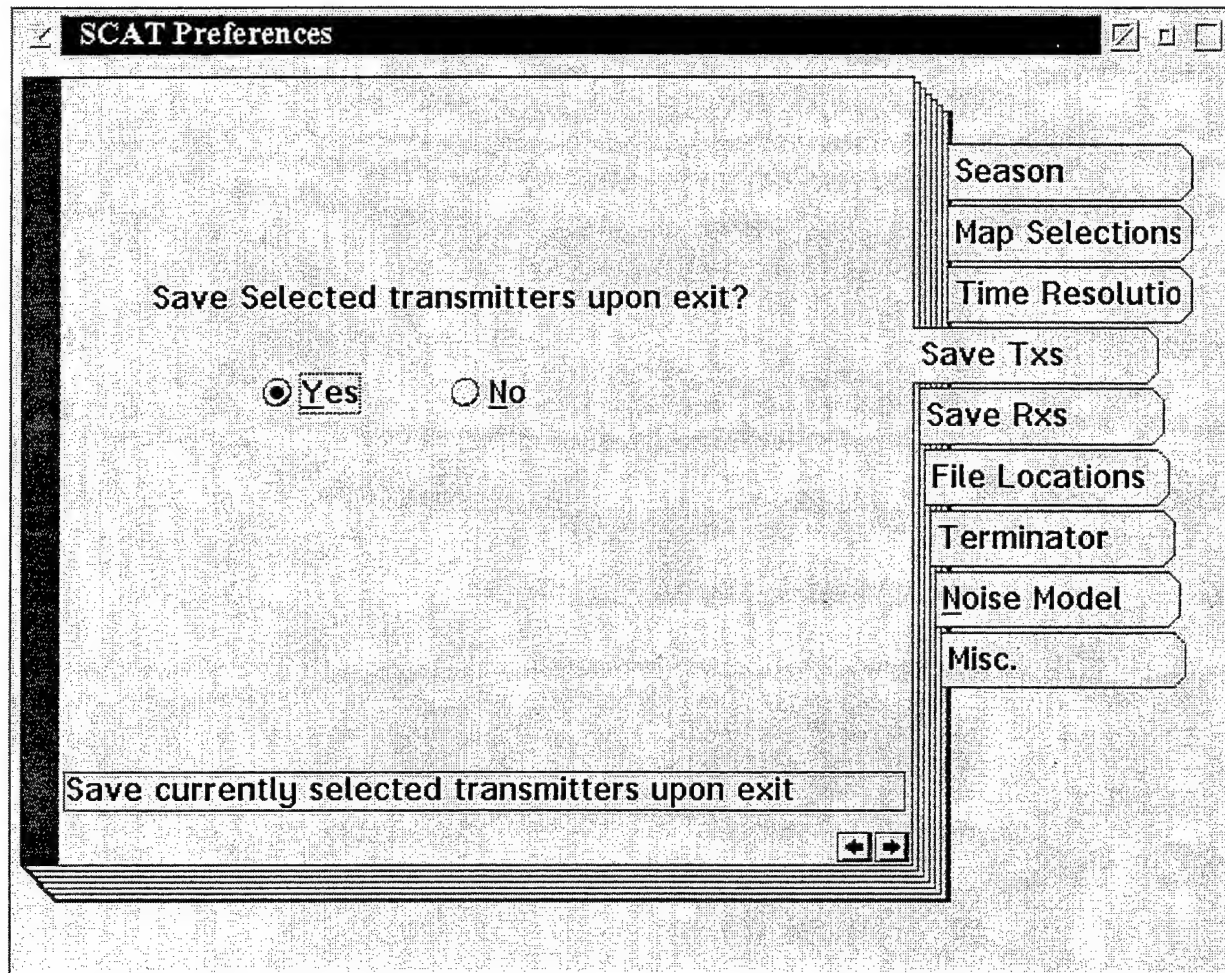 SCAT Preferences
Season
Map Selections
Time Resolutio
Save Selected transmitters upon exit?
Save Txs
Yes No
Save Rxs
File Locations
Terminator
Noise Model
Misc.
Save currently selected transmitters upon exit